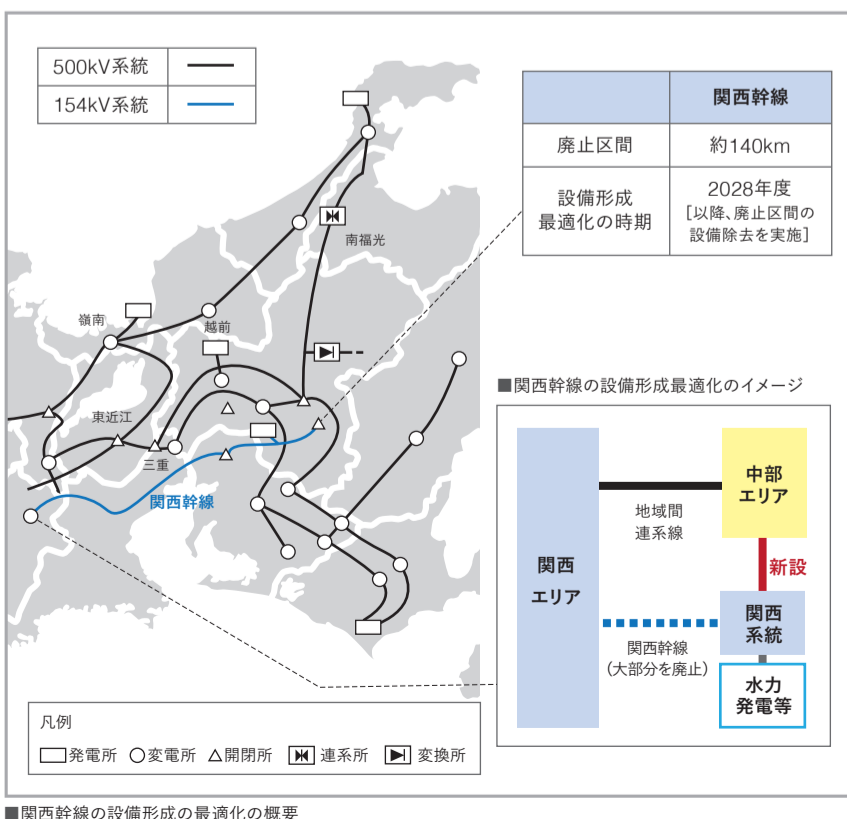 500kV系統
154kV系統
関西幹線
廃止区間
約140km
設備形成
最適化の時期
2028年度
[以降、廃止区間の
設備除去を実施]
南福光
嶺南
越前
東近江
三重
関西幹線
■関西幹線の設備形成最適化のイメージ
関西
エリア
中部
エリア
地域間
連系線
新設
関西
系統
関西幹線
(大部分を廃止)
水力
発電等
凡例
発電所 変電所 開閉所 連系所 変換所
■関西幹線の設備形成の最適化の概要